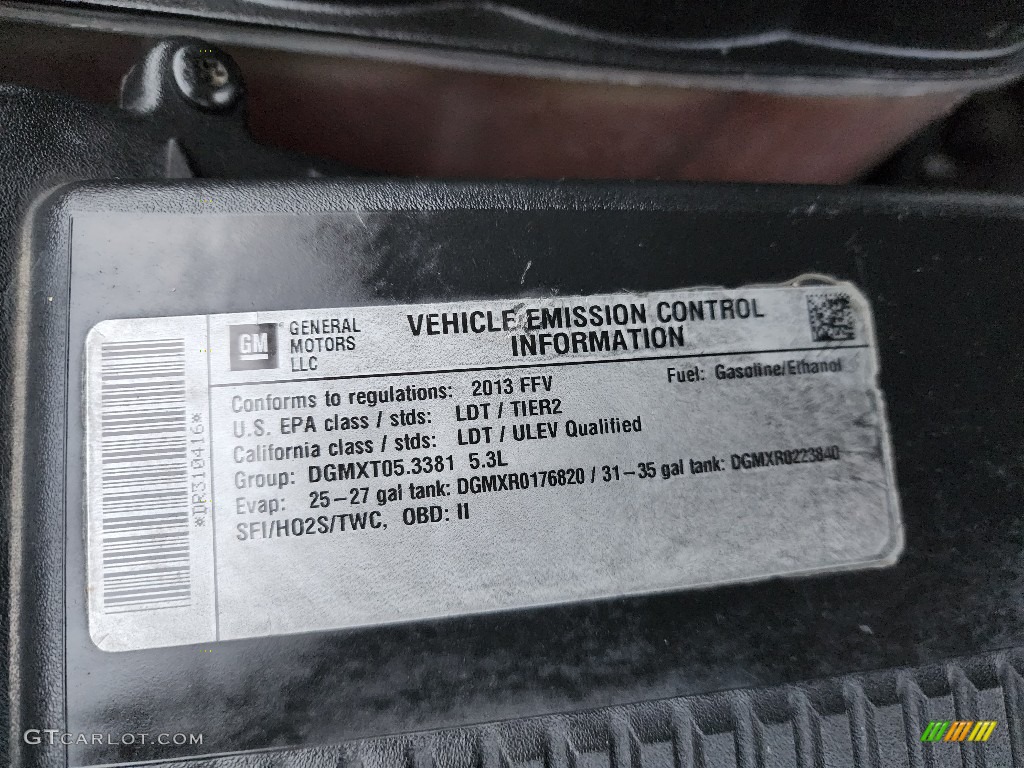 GM
GENERAL
MOTORS
LLC
VEHICLE EMISSION CONTROL
INFORMATION
Conforms to regulations: 2013 FFV
Fuel: Gasoline/Ethanol
U.S. EPA class / stds: LDT / TIER2
California class / stds: LDT / ULEV Qualified
Group: DGMXT05.3381 5.3L
Evap: 25-27 gal tank: DGMXR0176820 / 31-35 gal tank: DGMXR0223840
SFI/HO2S/TWC, OBD: II
*DR310416*
GTCARLOT.COM